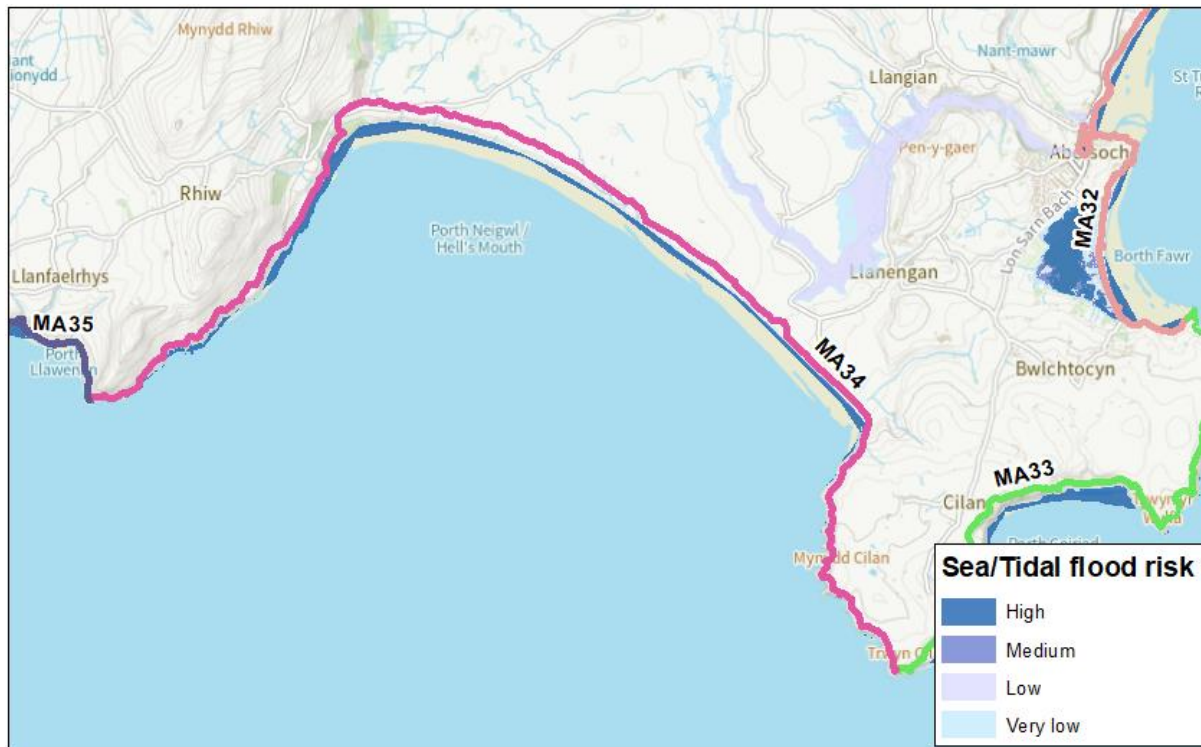 Mynydd Rhiw
Nant-mawr
Llangian
St T
Pen-y-gaer
Abersoch
Rhiw
MA32
Lon Sarn Bach
Porth Neigwl /
Hell's Mouth
Borth Fawr
Llanfaelrhys
Llanengan
MA35
Porth
Llawenan
MA34
Bwlchtocyn
MA33
Cilan
Mynydd Cilan
Sea/Tidal flood risk
High
Medium
Low
Very low